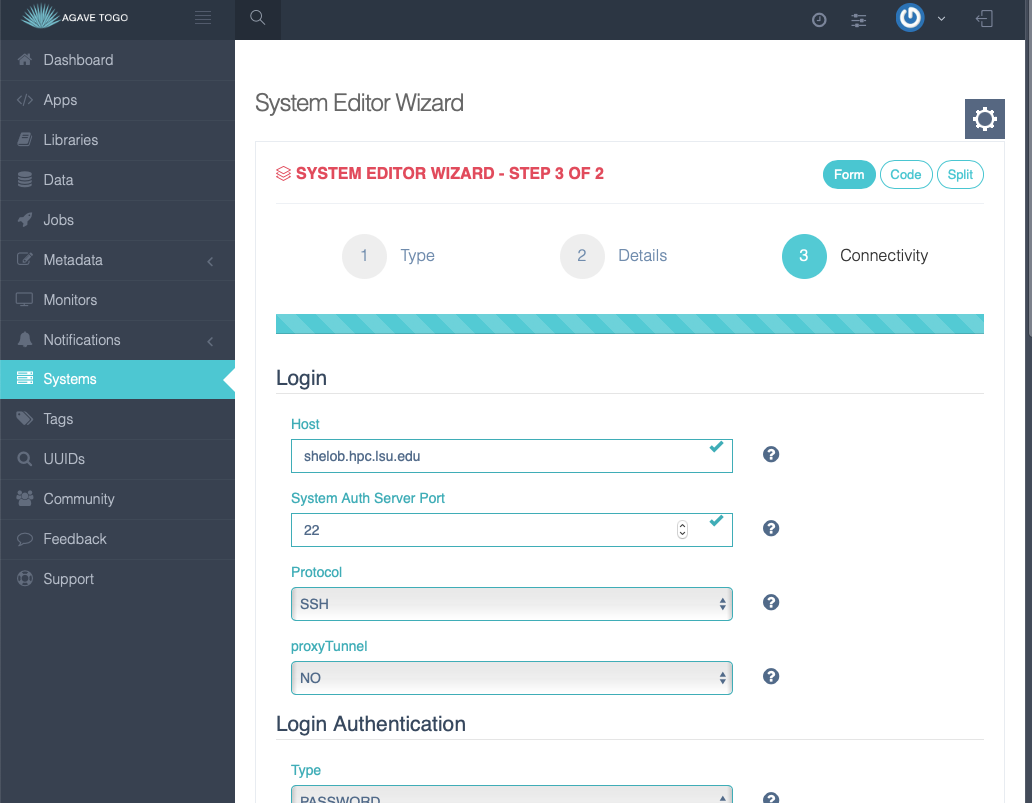 AGAVE TOGO
Dashboard
Apps
Libraries
Data
Jobs
Metadata
Monitors
Notifications
Systems
Tags
UUIDs
Community
Feedback
Support
System Editor Wizard
SYSTEM EDITOR WIZARD - STEP 3 OF 2
Form Code Split
1 Type 2 Details 3 Connectivity
Login
Host
shelob.hpc.lsu.edu
System Auth Server Port
22
Protocol
SSH
proxyTunnel
NO
Login Authentication
Type
PASSWORD